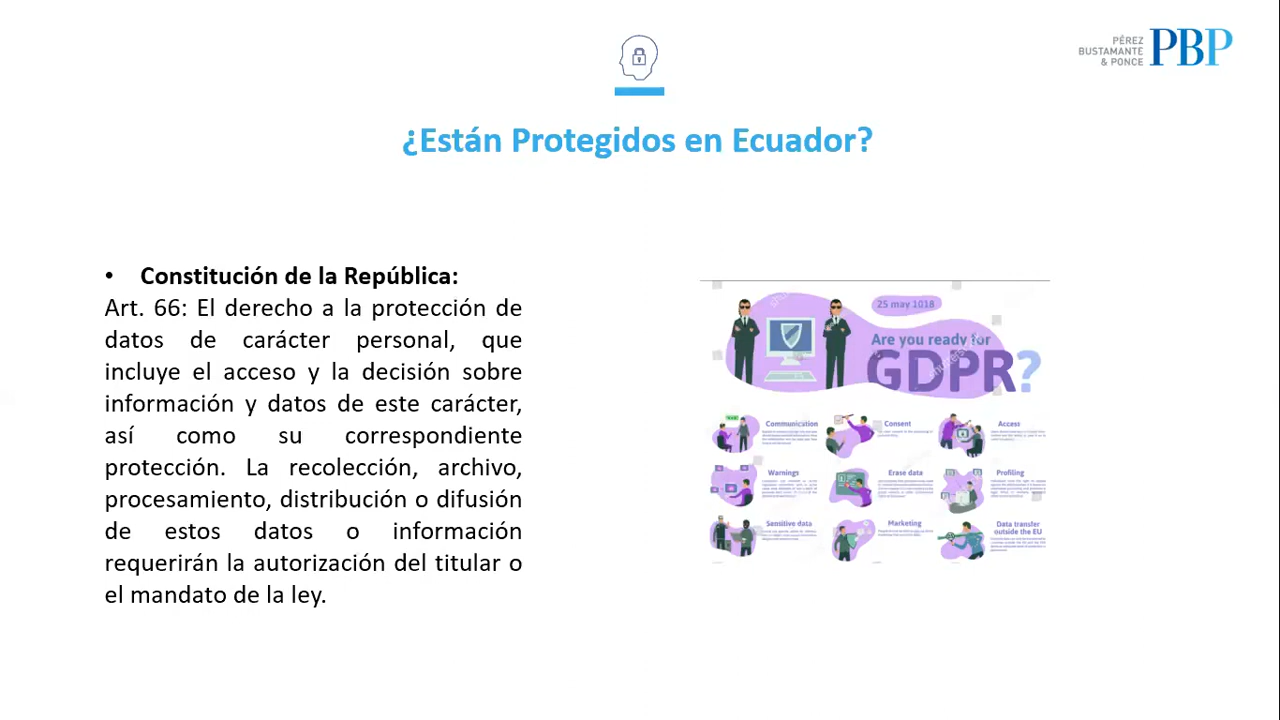 PÉREZ
BUSTAMANTE
& PONCE
PBP
¿Están Protegidos en Ecuador?
• Constitución de la República:
Art. 66: El derecho a la protección de
datos de carácter personal, que
incluye el acceso y la decisión sobre
información y datos de este carácter,
así como su correspondiente
protección. La recolección, archivo,
procesamiento, distribución o difusión
de estos datos o información
requerirán la autorización del titular o
el mandato de la ley.
25 may 1018
Are you ready for
GDPR?
Communication
Consent
Access
Warnings
Erase data
Profiling
Sensitive data
Marketing
Data transfer
outside the EU